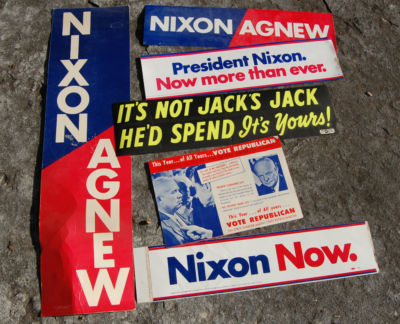 NIXON
AGNEW
NIXON AGNEW
President Nixon.
Now more than ever.
IT'S NOT JACK'S JACK
HE'D SPEND It's Yours!
This Year...of All Years...VOTE REPUBLICAN
This Year ... of All years ...
VOTE REPUBLICAN
Nixon Now.